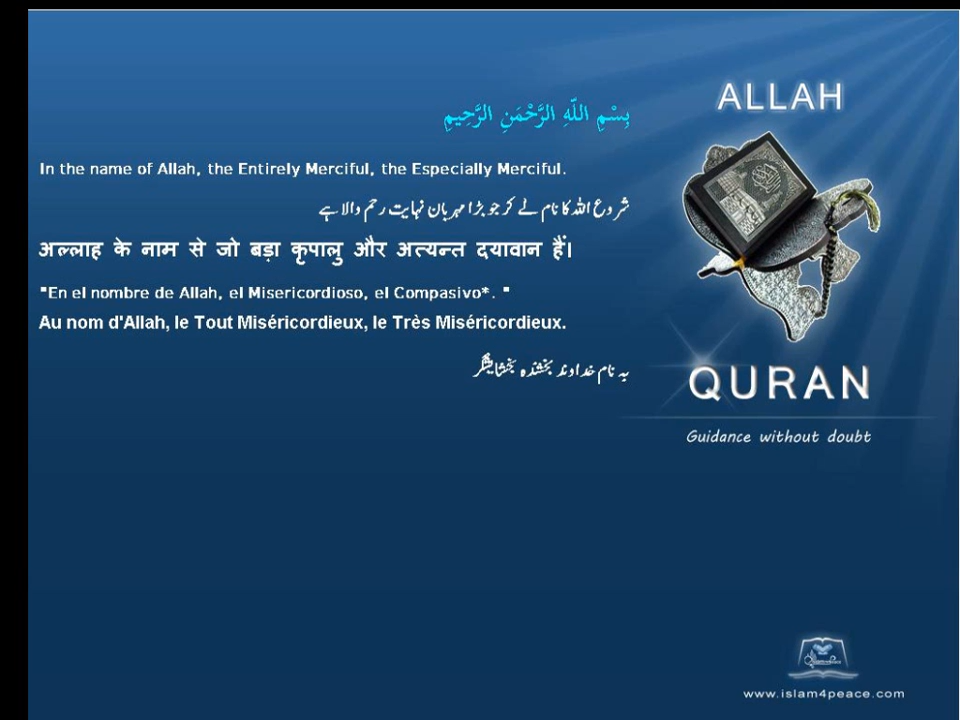 بِسْمِ اللّهِ الرَّحْمَنِ الرَّحِيمِ
In the name of Allah, the Entirely Merciful, the Especially Merciful.
شروع الله کا نام لے کر جو بڑا مہربان نہایت رحم والا ہے
अल्लाह के नाम से जो बड़ा कृपालु और अत्यन्त दयावान हैं।
"En el nombre de Allah, el Misericordioso, el Compasivo*. "
Au nom d'Allah, le Tout Miséricordieux, le Très Miséricordieux.
به نام خداوند بخشنده بخشایشگر
ALLAH
QURAN
Guidance without doubt
www.islam4peace.com